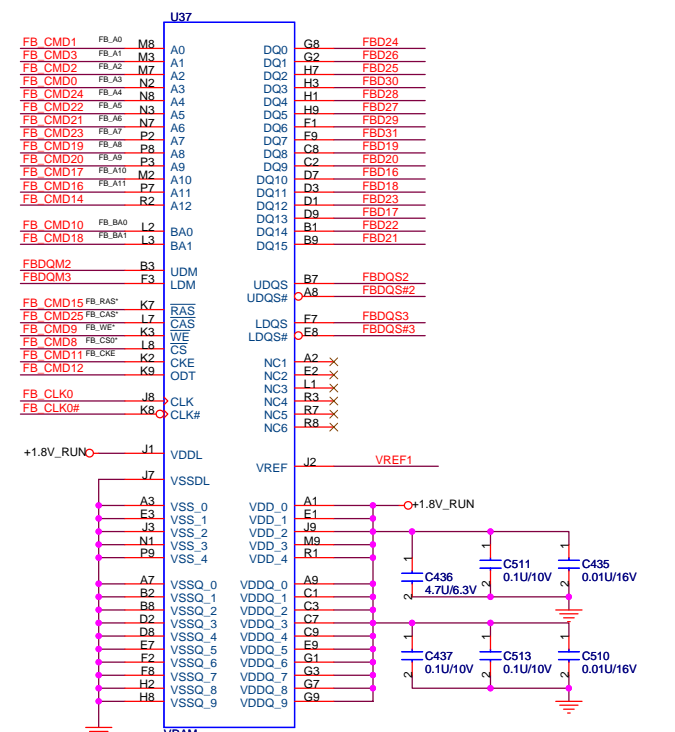 U37
FB_CMD1 FB_A0 M8 A0 DQ0 G8 FBD24
FB_CMD3 FB_A1 M3 A1 DQ1 G2 FBD26
FB_CMD2 FB_A2 M7 A2 DQ2 H7 FBD25
FB_CMD0 FB_A3 N2 A3 DQ3 H3 FBD30
FB_CMD24 FB_A4 N8 A4 DQ4 H1 FBD28
FB_CMD22 FB_A5 N3 A5 DQ5 H9 FBD27
FB_CMD21 FB_A6 N7 A6 DQ6 F1 FBD29
FB_CMD23 FB_A7 P2 A7 DQ7 F9 FBD31
FB_CMD19 FB_A8 P8 A8 DQ8 C8 FBD19
FB_CMD20 FB_A9 P3 A9 DQ9 C2 FBD20
FB_CMD17 FB_A10 M2 A10 DQ10 D7 FBD16
FB_CMD16 FB_A11 P7 A11 DQ11 D3 FBD18
FB_CMD14 R2 A12 DQ12 D1 FBD23
DQ13 D9 FBD17
FB_CMD10 FB_BA0 L2 BA0 DQ14 B1 FBD22
FB_CMD18 FB_BA1 L3 BA1 DQ15 B9 FBD21
FBDQM2 B3 UDM UDQS B7 FBDQS2
FBDQM3 F3 LDM UDQS# A8 FBDQS#2
FB_CMD15 FB_RAS* K7 RAS LDQS F7 FBDQS3
FB_CMD25 FB_CAS* L7 CAS LDQS# E8 FBDQS#3
FB_CMD9 FB_WE* K3 WE
FB_CMD8 FB_CS0* L8 CS NC1 A2
FB_CMD11 FB_CKE K2 CKE NC2 E2
FB_CMD12 K9 ODT NC3 L1
FB_CLK0 J8 CLK NC4 R3
FB_CLK0# K8 CLK# NC5 R7
NC6 R8
+1.8V_RUN J1 VDDL
VREF J2 VREF1
J7 VSSDL
A3 VSS_0 VDD_0 A1 +1.8V_RUN
E3 VSS_1 VDD_1 E1
J3 VSS_2 VDD_2 J9
N1 VSS_3 VDD_3 M9
P9 VSS_4 VDD_4 R1
1 1 1
C436 C511 C435
4.7U/6.3V 0.1U/10V 0.01U/16V
2 2 2
A7 VSSQ_0 VDDQ_0 A9
B2 VSSQ_1 VDDQ_1 C1
B8 VSSQ_2 VDDQ_2 C3
D2 VSSQ_3 VDDQ_3 C7
D8 VSSQ_4 VDDQ_4 C9
E7 VSSQ_5 VDDQ_5 E9
F2 VSSQ_6 VDDQ_6 G1
F8 VSSQ_7 VDDQ_7 G3
H2 VSSQ_8 VDDQ_8 G7
H8 VSSQ_9 VDDQ_9 G9
1 1 1
C437 C513 C510
0.1U/10V 0.1U/10V 0.01U/16V
2 2 2
VRAM